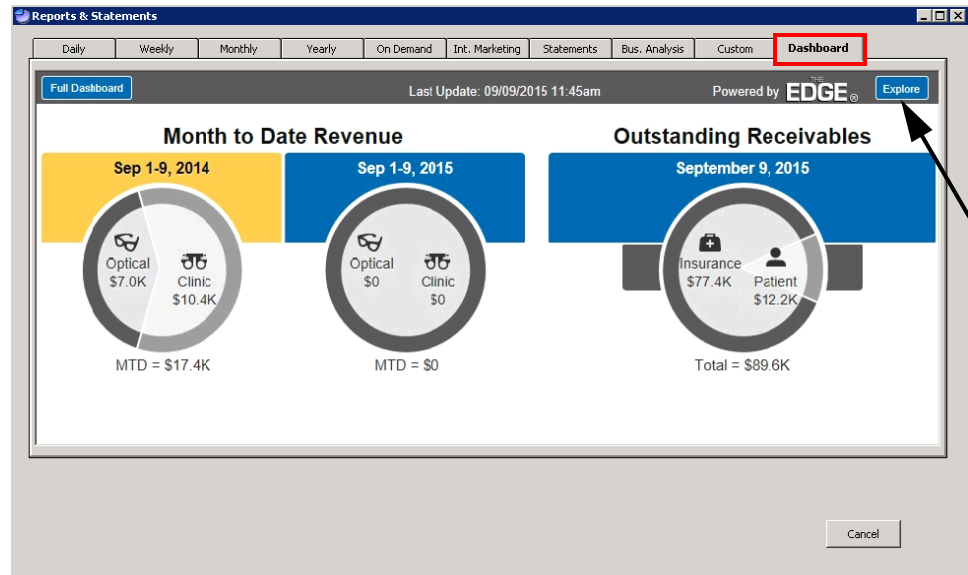 Reports & Statements
Daily Weekly Monthly Yearly On Demand Int. Marketing Statements Bus. Analysis Custom Dashboard
Full Dashboard Last Update: 09/09/2015 11:45am Powered by THE EDGE ® Explore
Month to Date Revenue Outstanding Receivables
Sep 1-9, 2014 Sep 1-9, 2015 September 9, 2015
Optical
$7.0K
Clinic
$10.4K
MTD = $17.4K
Optical
$0
Clinic
$0
MTD = $0
Insurance
$77.4K
Patient
$12.2K
Total = $89.6K
Cancel